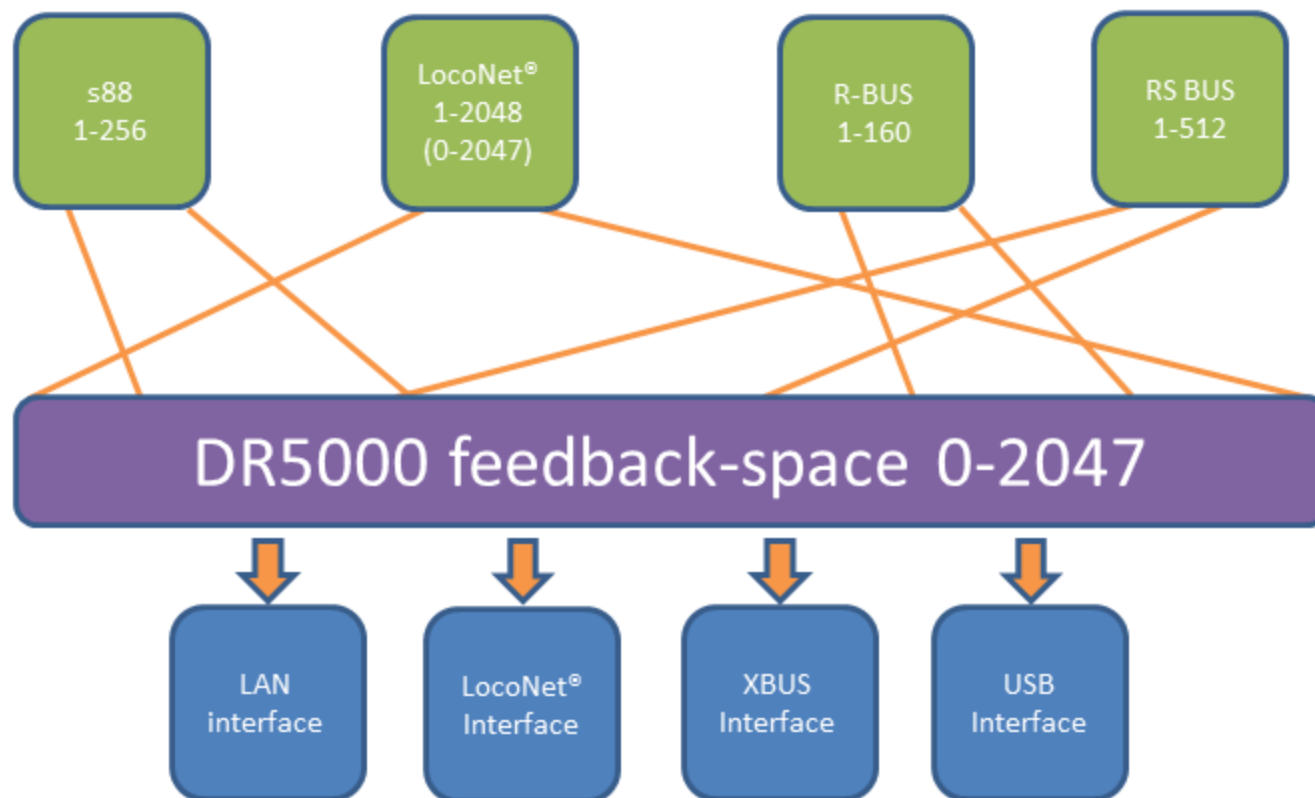 s88
1-256
LocoNet®
1-2048
(0-2047)
R-BUS
1-160
RS BUS
1-512
DR5000 feedback-space 0-2047
LAN
interface
LocoNet®
Interface
XBUS
Interface
USB
Interface